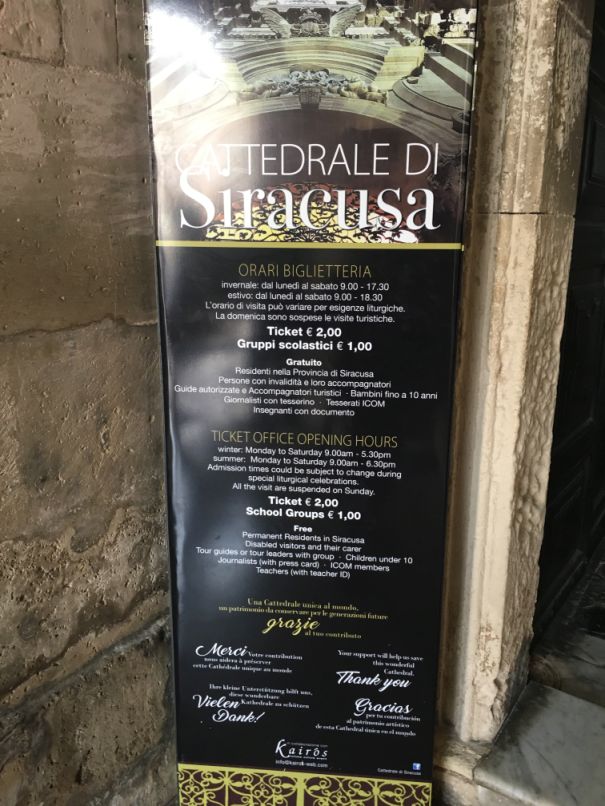 CATTEDRALE DI
Siracusa
ORARI BIGLIETTERIA
invernale: dal lunedì al sabato 9.00 - 17.30
estivo: dal lunedì al sabato 9.00 - 18.30
L'orario di visita può variare per esigenze liturgiche.
La domenica sono sospese le visite turistiche.
Ticket € 2,00
Gruppi scolastici € 1,00
Gratuito
Residenti nella Provincia di Siracusa
Persone con invalidità e loro accompagnatori
Guide autorizzate e Accompagnatori turistici · Bambini fino a 10 anni
Giornalisti con tesserino · Tesserati ICOM
Insegnanti con documento
TICKET OFFICE OPENING HOURS
winter: Monday to Saturday 9.00am - 5.30pm
summer: Monday to Saturday 9.00am - 6.30pm
Admission times could be subject to change during
special liturgical celebrations.
All the visit are suspended on Sunday.
Ticket € 2,00
School Groups € 1,00
Free
Permanent Residents in Siracusa
Disabled visitors and their carer
Tour guides or tour leaders with group · Children under 10
Journalists (with press card) · ICOM members
Teachers (with teacher ID)
Una Cattedrale unica al mondo,
un patrimonio da conservare per le generazioni future
grazie al tuo contributo
Merci Votre contribution
nous aidera à préserver
cette Cathédrale unique au monde
Your support will help us save
this wonderful
Cathedral.
Thank you
Ihre kleine Unterstützung hilft uns,
diese wunderbare
Vielen Kathedrale zu schützen
Dank!
Gracias
per tu contribución
al patrimonio artístico
de esta Cathedral única en el mundo
Kairòs
info@kairos-web.com
Cattedrale di Siracusa